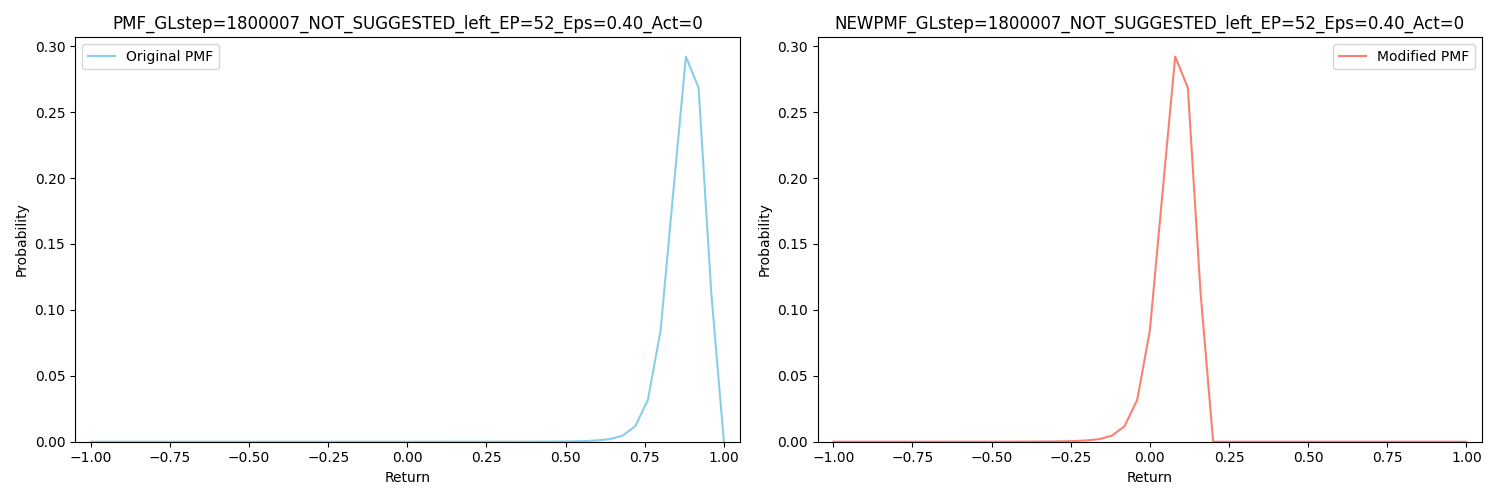 PMF_GLstep=1800007_NOT_SUGGESTED_left_EP=52_Eps=0.40_Act=0
Original PMF
0.30
0.25
0.20
0.15
0.10
0.05
0.00
Probability
−1.00 −0.75 −0.50 −0.25 0.00 0.25 0.50 0.75 1.00
Return
NEWPMF_GLstep=1800007_NOT_SUGGESTED_left_EP=52_Eps=0.40_Act=0
Modified PMF
0.30
0.25
0.20
0.15
0.10
0.05
0.00
Probability
−1.00 −0.75 −0.50 −0.25 0.00 0.25 0.50 0.75 1.00
Return